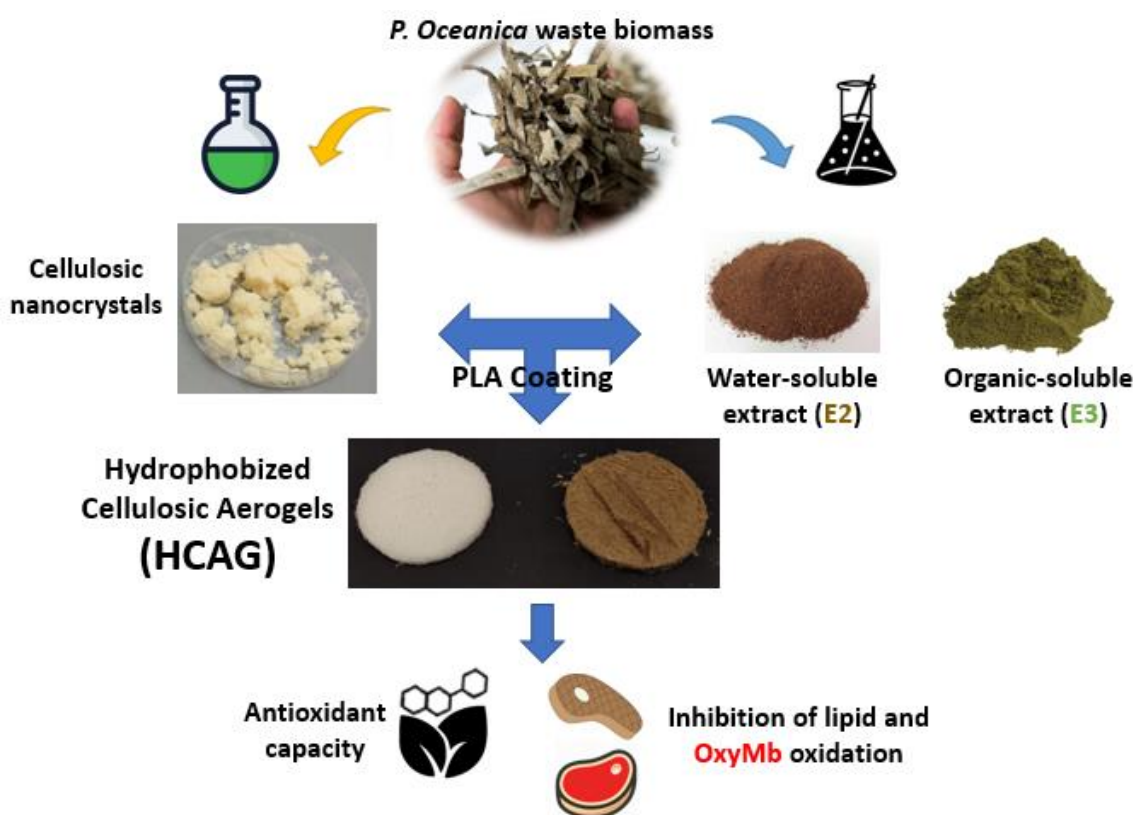 P. Oceanica waste biomass
Cellulosic
nanocrystals
PLA Coating
Water-soluble
extract (E2)
Organic-soluble
extract (E3)
Hydrophobized
Cellulosic Aerogels
(HCAG)
Antioxidant
capacity
Inhibition of lipid and
OxyMb oxidation